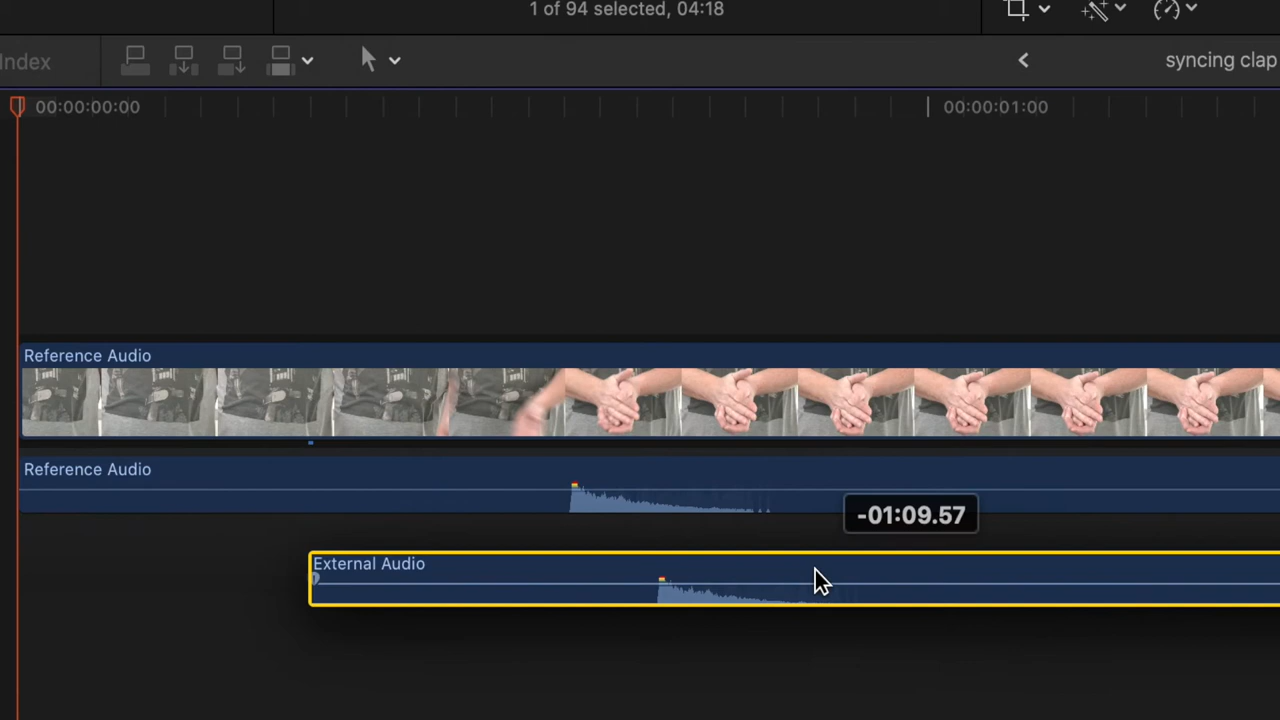 1 of 94 selected, 04:18
Index
syncing clap
00:00:00:00
00:00:01:00
Reference Audio
Reference Audio
-01:09.57
External Audio